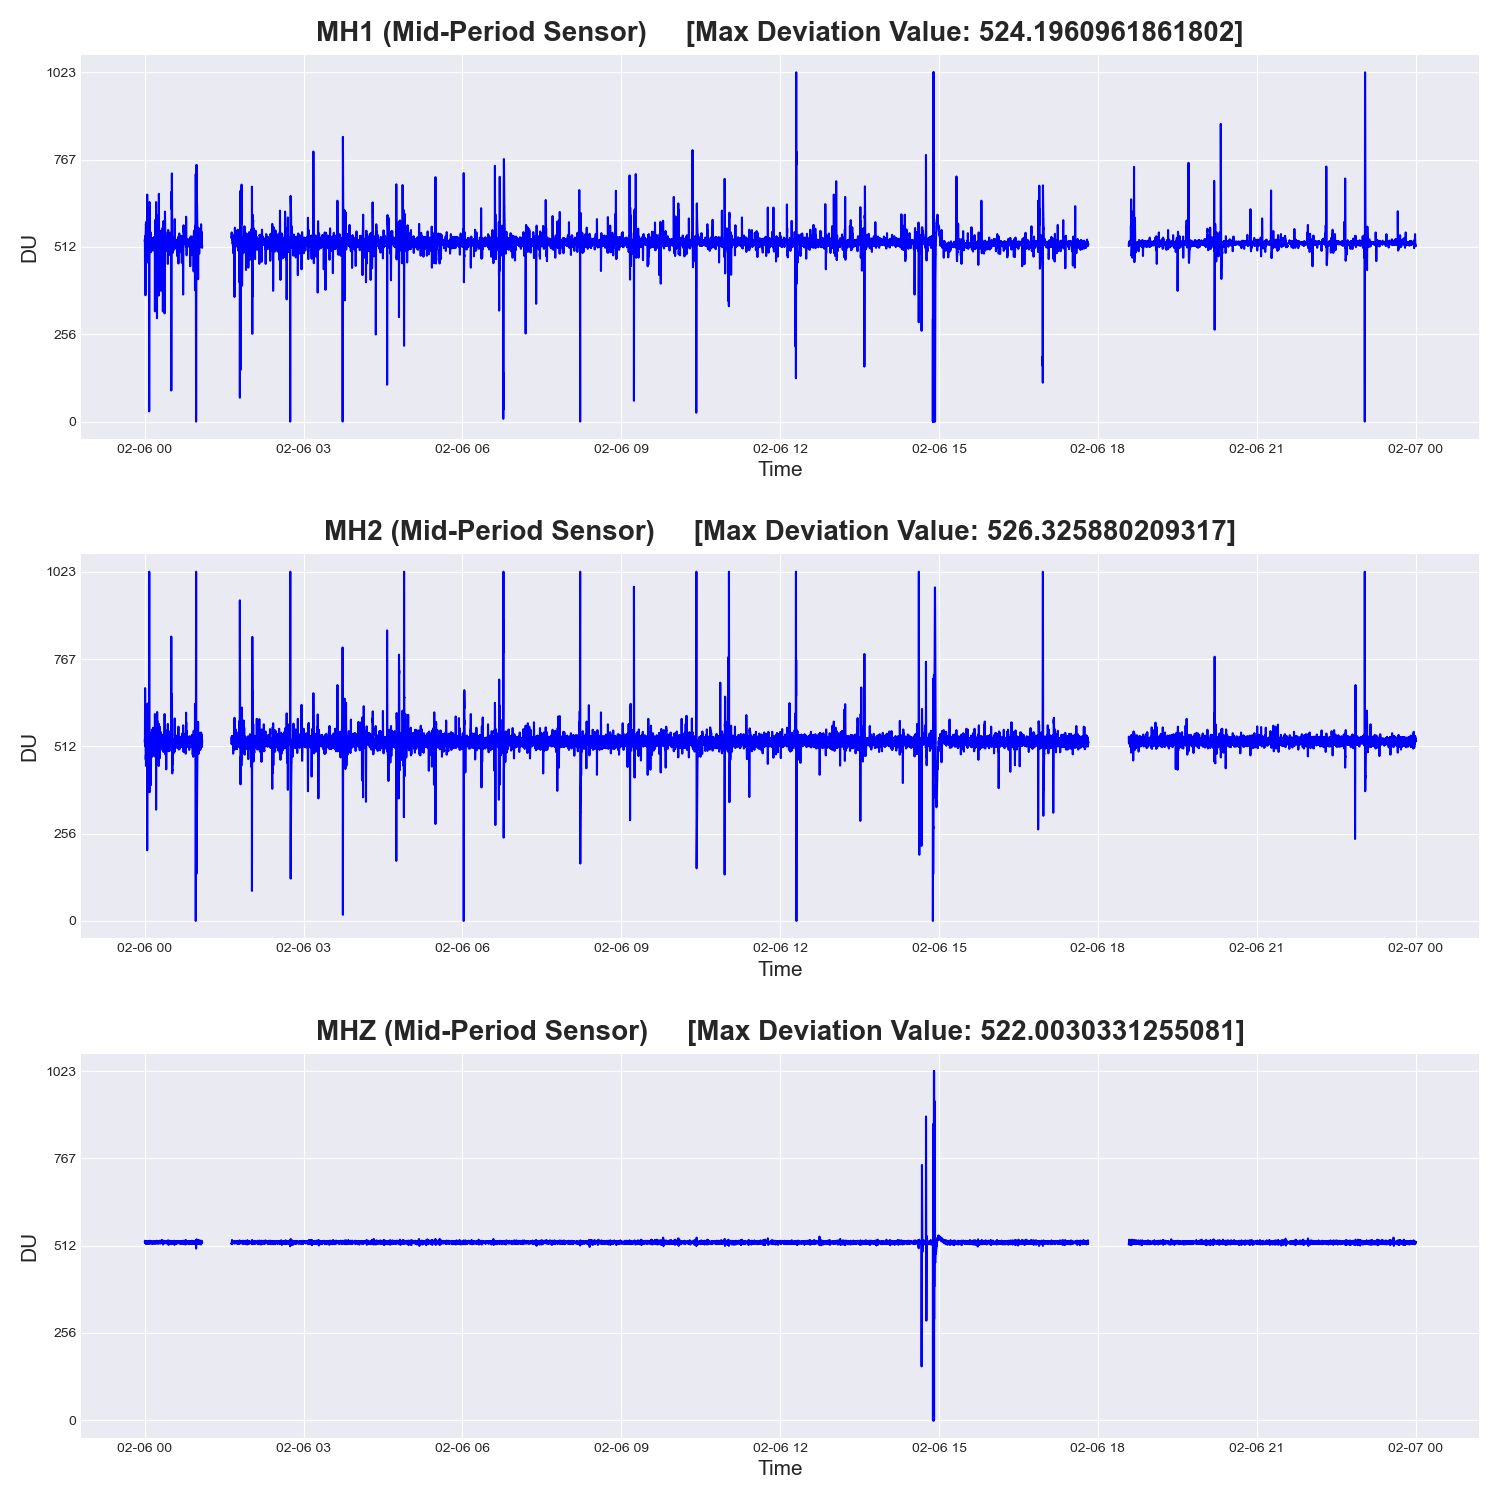 MH1 (Mid-Period Sensor) [Max Deviation Value: 524.1960961861802]
1023
767
512
256
0
DU
02-06 00 02-06 03 02-06 06 02-06 09 02-06 12 02-06 15 02-06 18 02-06 21 02-07 00
Time
MH2 (Mid-Period Sensor) [Max Deviation Value: 526.325880209317]
1023
767
512
256
0
DU
02-06 00 02-06 03 02-06 06 02-06 09 02-06 12 02-06 15 02-06 18 02-06 21 02-07 00
Time
MHZ (Mid-Period Sensor) [Max Deviation Value: 522.0030331255081]
1023
767
512
256
0
DU
02-06 00 02-06 03 02-06 06 02-06 09 02-06 12 02-06 15 02-06 18 02-06 21 02-07 00
Time